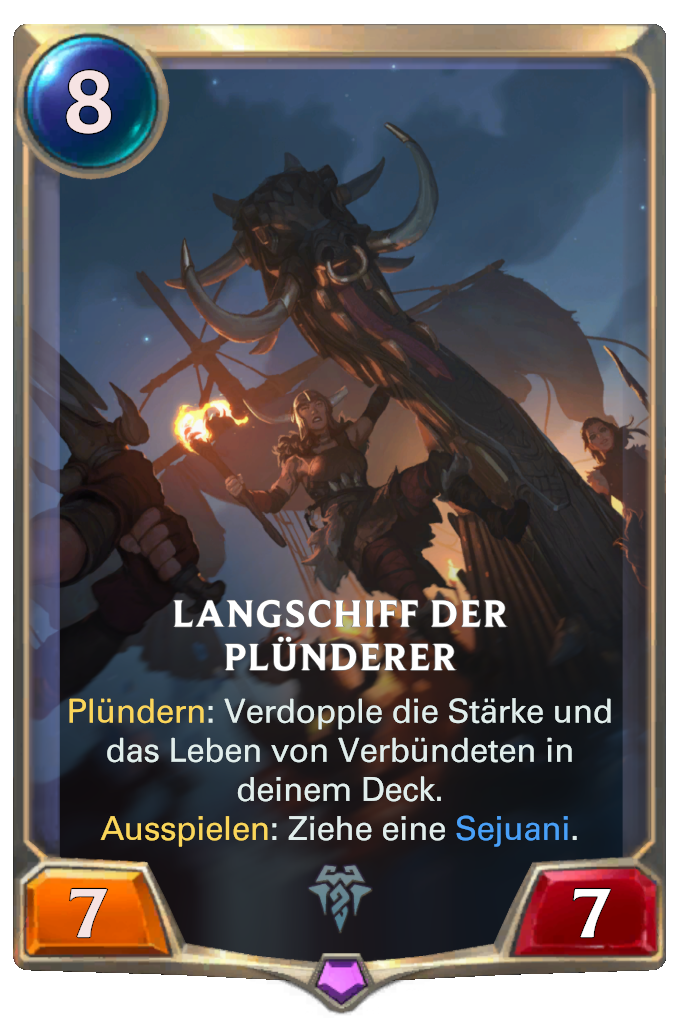 8
LANGSCHIFF DER
PLÜNDERER
Plündern: Verdopple die Stärke und
das Leben von Verbündeten in
deinem Deck.
Ausspielen: Ziehe eine Sejuani.
7
7